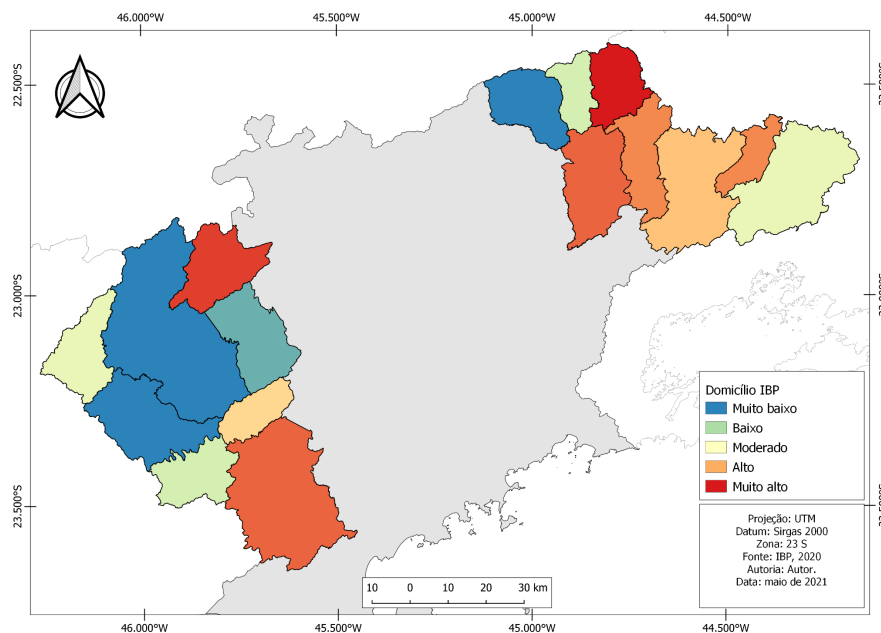 46.000°W 45.500°W 45.000°W 44.500°W
22.500°S
23.000°S
23.500°S
Domicílio IBP
Muito baixo
Baixo
Moderado
Alto
Muito alto
Projeção: UTM
Datum: Sirgas 2000
Zona: 23 S
Fonte: IBP, 2020
Autoria: Autor.
Data: maio de 2021
10 0 10 20 30 km
46.000°W 45.500°W 45.000°W 44.500°W